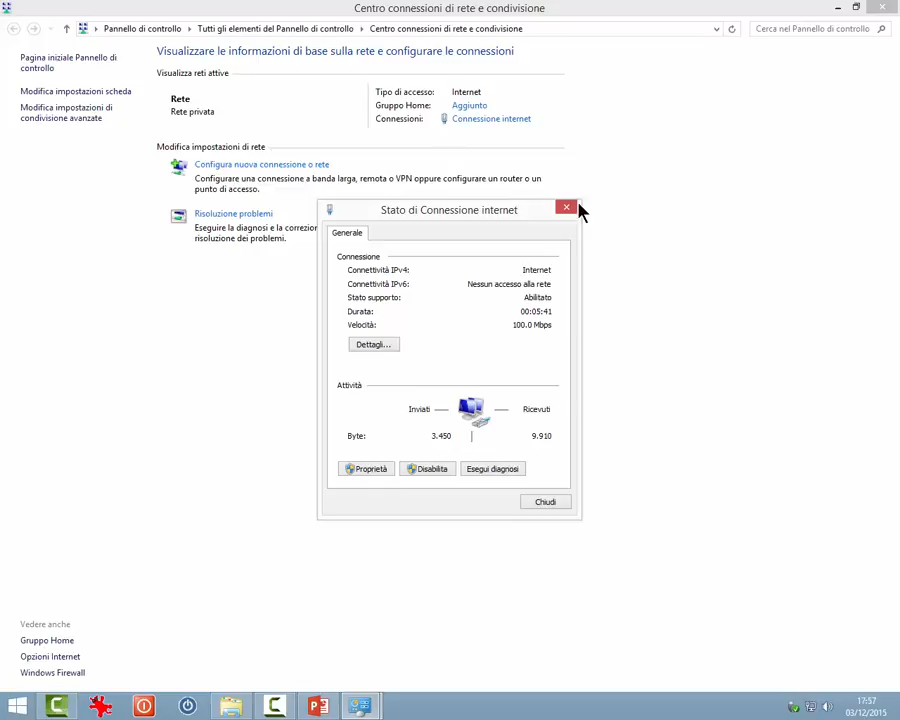 Centro connessioni di rete e condivisione
Pannello di controllo
Tutti gli elementi del Pannello di controllo
Centro connessioni di rete e condivisione
Cerca nel Pannello di controllo
Pagina iniziale Pannello di
controllo
Modifica impostazioni scheda
Modifica impostazioni di
condivisione avanzate
Visualizzare le informazioni di base sulla rete e configurare le connessioni
Visualizza reti attive
Rete
Rete privata
Tipo di accesso: Internet
Gruppo Home: Aggiunto
Connessioni: Connessione internet
Modifica impostazioni di rete
Configura nuova connessione o rete
Configurare una connessione a banda larga, remota o VPN oppure configurare un router o un
punto di accesso.
Risoluzione problemi
Eseguire la diagnosi e la correzion
risoluzione dei problemi.
Stato di Connessione internet
Generale
Connessione
Connettività IPv4: Internet
Connettività IPv6: Nessun accesso alla rete
Stato supporto: Abilitato
Durata: 00:05:41
Velocità: 100.0 Mbps
Dettagli...
Attività
Inviati
Ricevuti
Byte: 3.450 9.910
Proprietà
Disabilita
Esegui diagnosi
Chiudi
Vedere anche
Gruppo Home
Opzioni Internet
Windows Firewall
17:57
03/12/2015